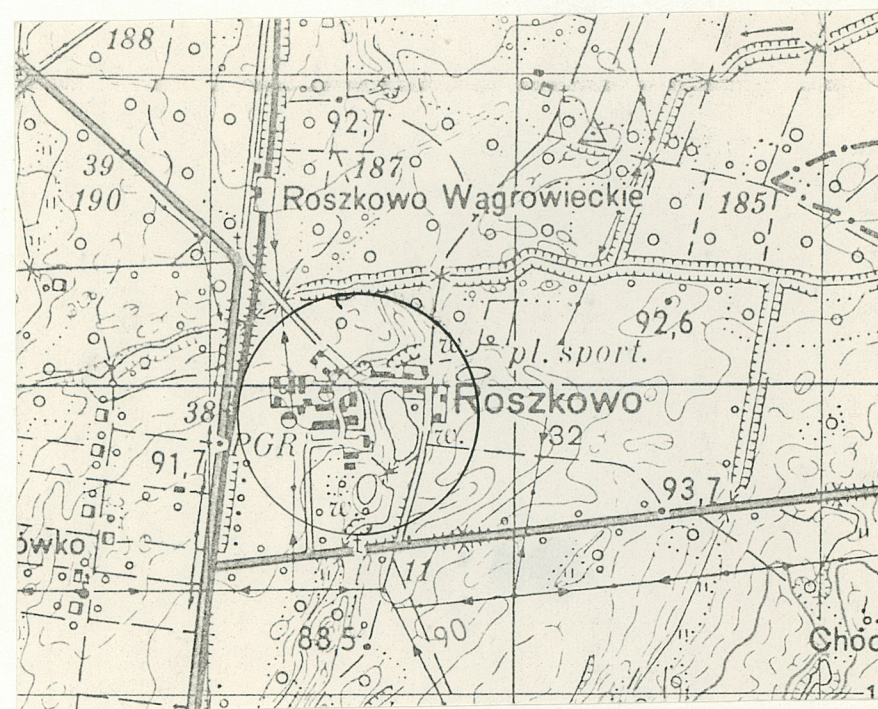 188
92,7
39
187
190
Roszkowo Wągrowieckie
185
92,6
w.
pl. sport.
Roszkowo
38
w.
32
PGR
91,7
93,7
w.
ówko
t
11
88,5
90
Choc
1